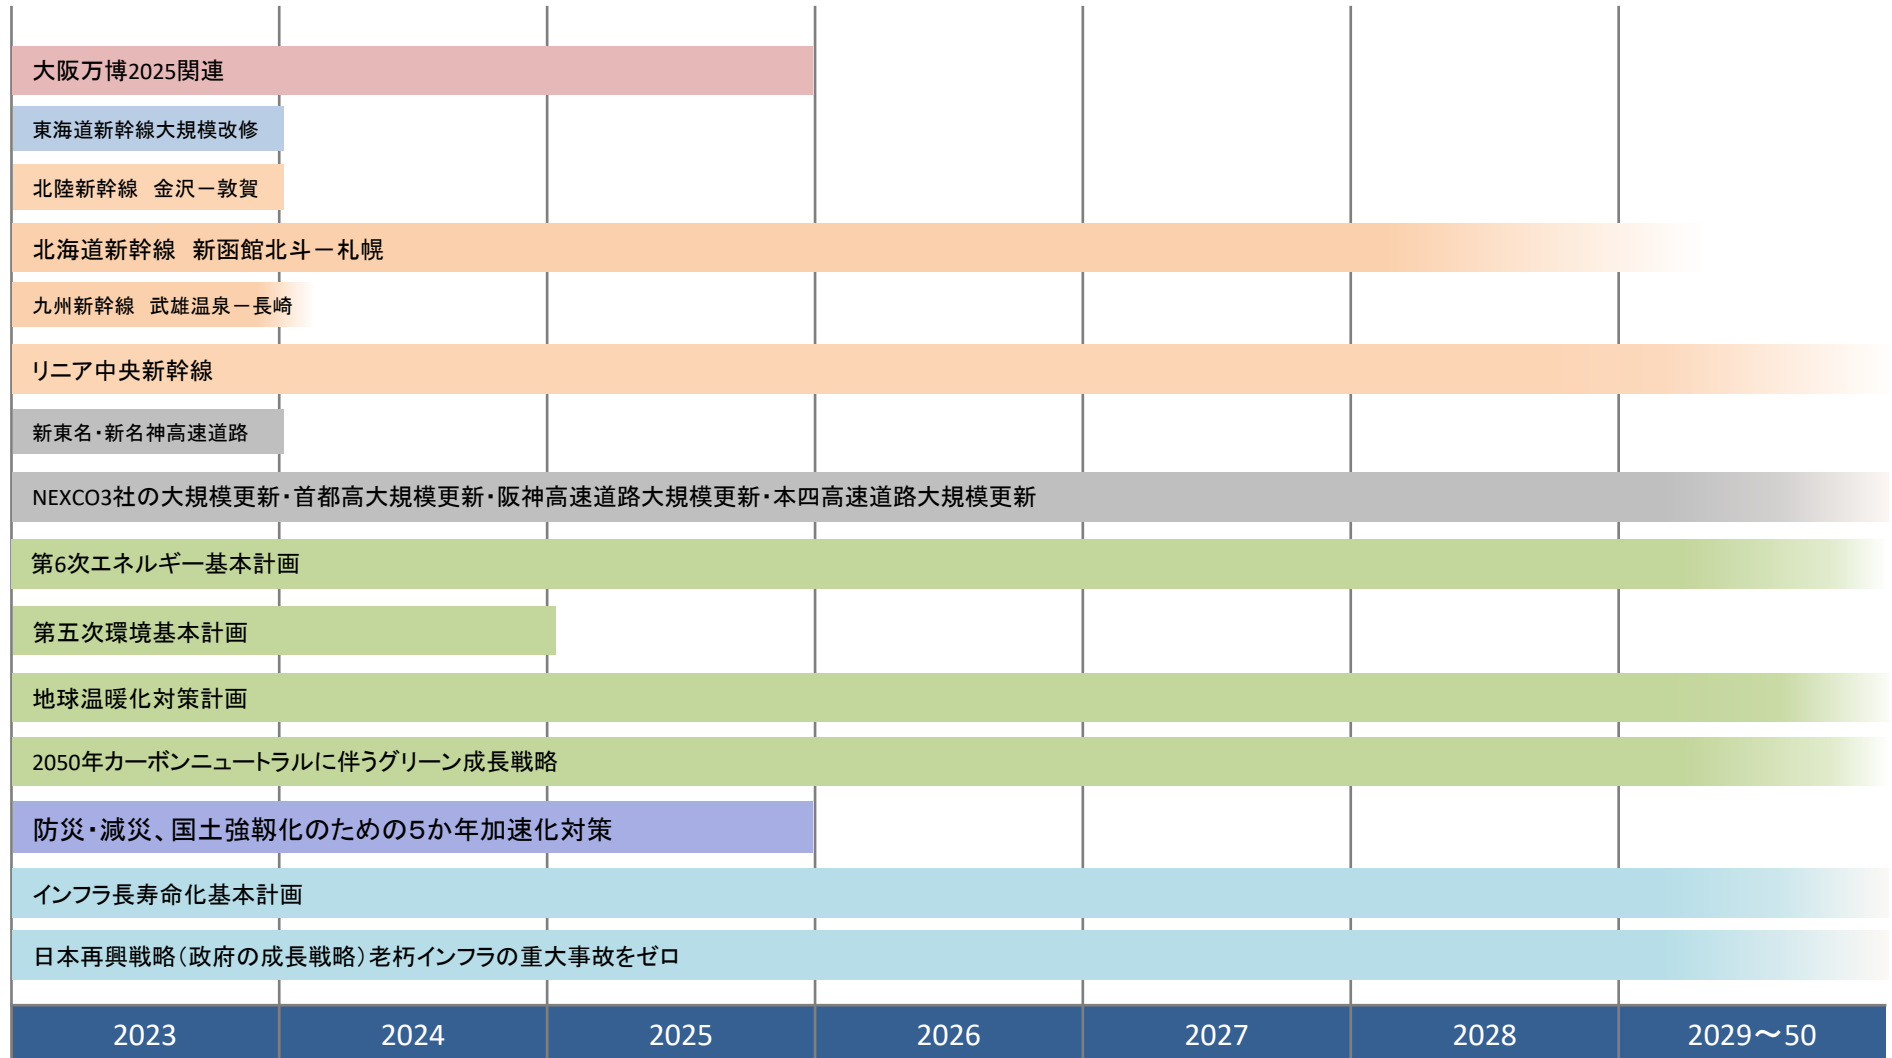 大阪万博2025関連
東海道新幹線大規模改修
北陸新幹線　金沢－敦賀
北海道新幹線　新函館北斗－札幌
九州新幹線　武雄温泉－長崎
リニア中央新幹線
新東名・新名神高速道路
NEXCO3社の大規模更新・首都高大規模更新・阪神高速道路大規模更新・本四高速道路大規模更新
第6次エネルギー基本計画
第五次環境基本計画
地球温暖化対策計画
2050年カーボンニュートラルに伴うグリーン成長戦略
防災・減災、国土強靱化のための５か年加速化対策
インフラ長寿命化基本計画
日本再興戦略（政府の成長戦略）老朽インフラの重大事故をゼロ
2023 2024 2025 2026 2027 2028 2029～50